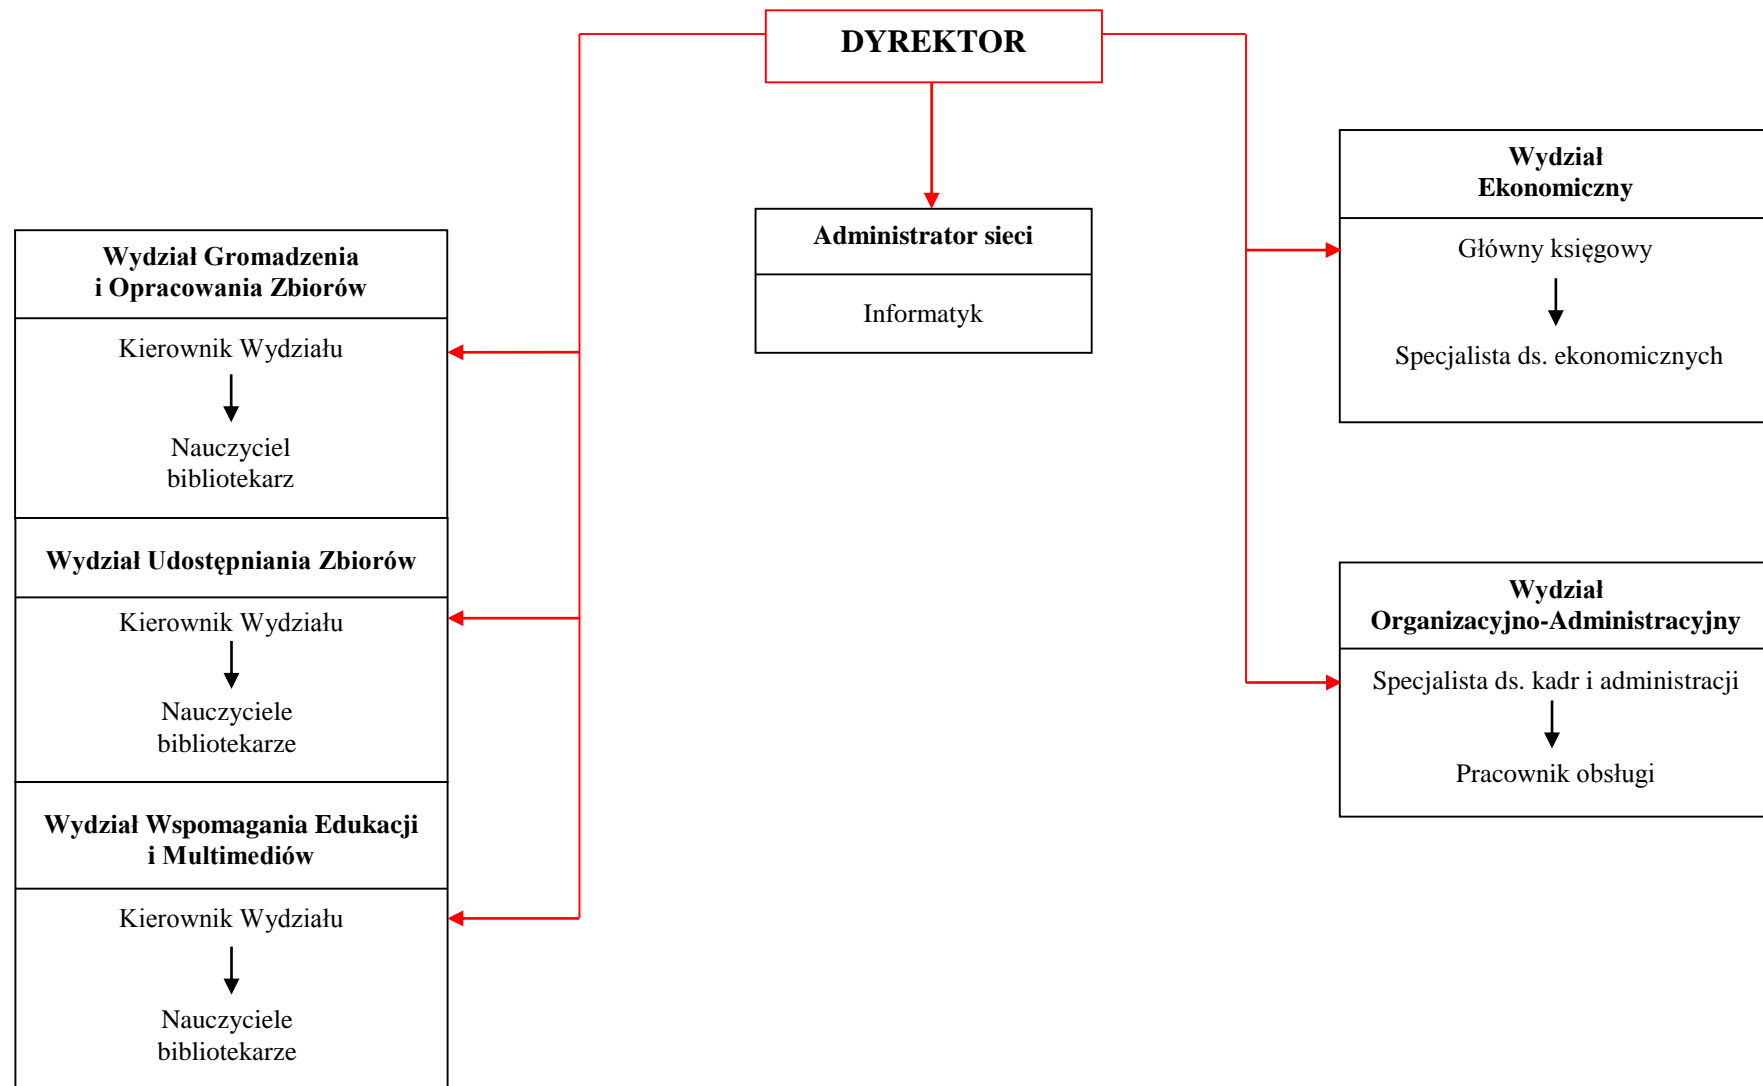 DYREKTOR
Administrator sieci
Informatyk
Wydział Gromadzenia
i Opracowania Zbiorów
Kierownik Wydziału
Nauczyciel
bibliotekarz
Wydział Udostępniania Zbiorów
Kierownik Wydziału
Nauczyciele
bibliotekarze
Wydział Wspomagania Edukacji
i Multimediów
Kierownik Wydziału
Nauczyciele
bibliotekarze
Wydział
Ekonomiczny
Główny księgowy
Specjalista ds. ekonomicznych
Wydział
Organizacyjno-Administracyjny
Specjalista ds. kadr i administracji
Pracownik obsługi